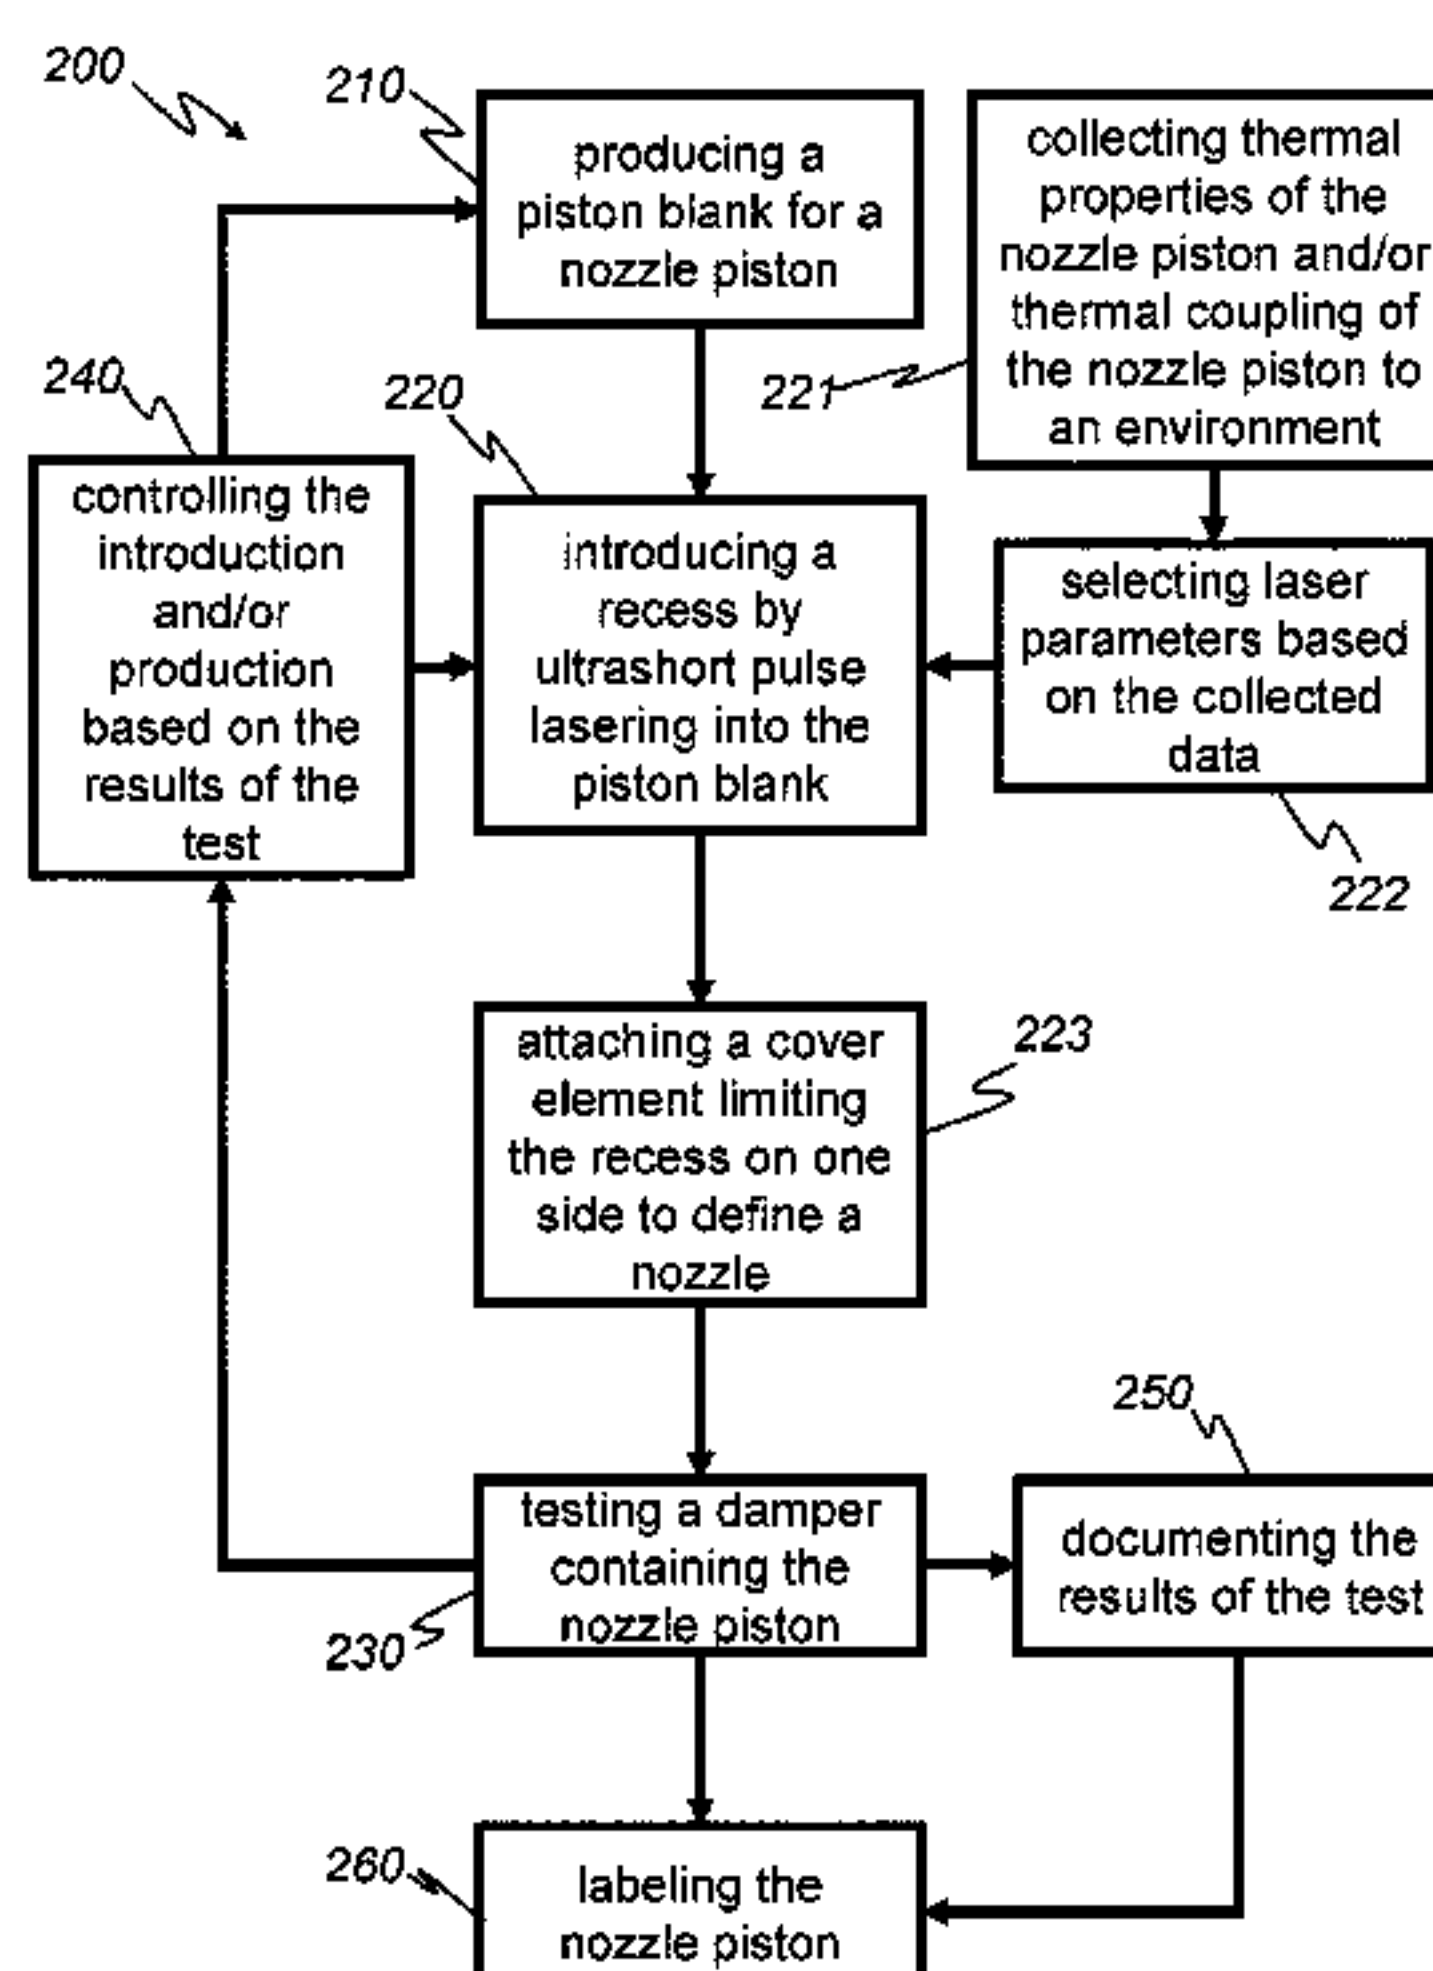 200
210
producing a
piston blank for a
nozzle piston
collecting thermal
properties of the
nozzle piston and/or
thermal coupling of
the nozzle piston to
an environment
221
240
controlling the
introduction
and/or
production
based on the
results of the
test
220
introducing a
recess by
ultrashort pulse
lasering into the
piston blank
selecting laser
parameters based
on the collected
data
222
attaching a cover
element limiting
the recess on one
side to define a
nozzle
223
testing a damper
containing the
nozzle piston
230
250
documenting the
results of the test
260
labeling the
nozzle piston